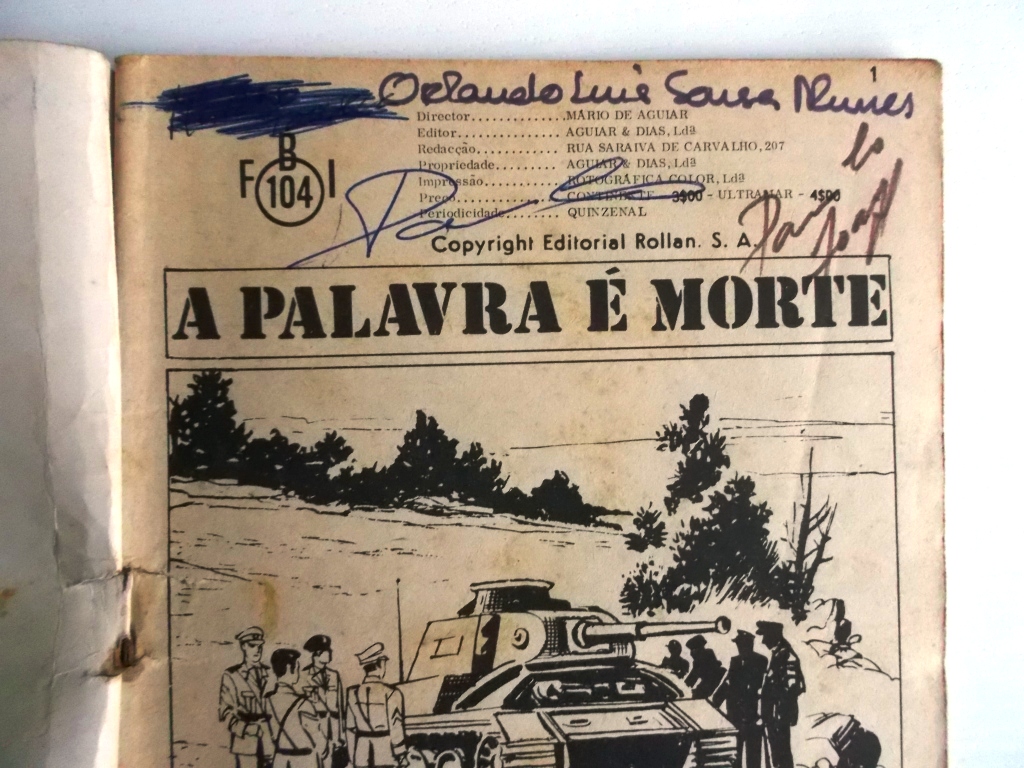 1
Orlando Luis Sousa Nunes
Director..............MARIO DE AGUIAR
Editor................ AGUIAR & DIAS, Ldª
Redacção............ RUA SARAIVA DE CARVALHO, 207
Propriedade......... AGUIAR & DIAS, Ldª
Impressão........... ROTOGRÁFICA COLOR, Ldª
Preço........ CONTINENTE - 3$00 - ULTRAMAR - 4$00
Periodicidade....... QUINZENAL
F B I
104
Copyright Editorial Rollan. S. A.
A PALAVRA É MORTE